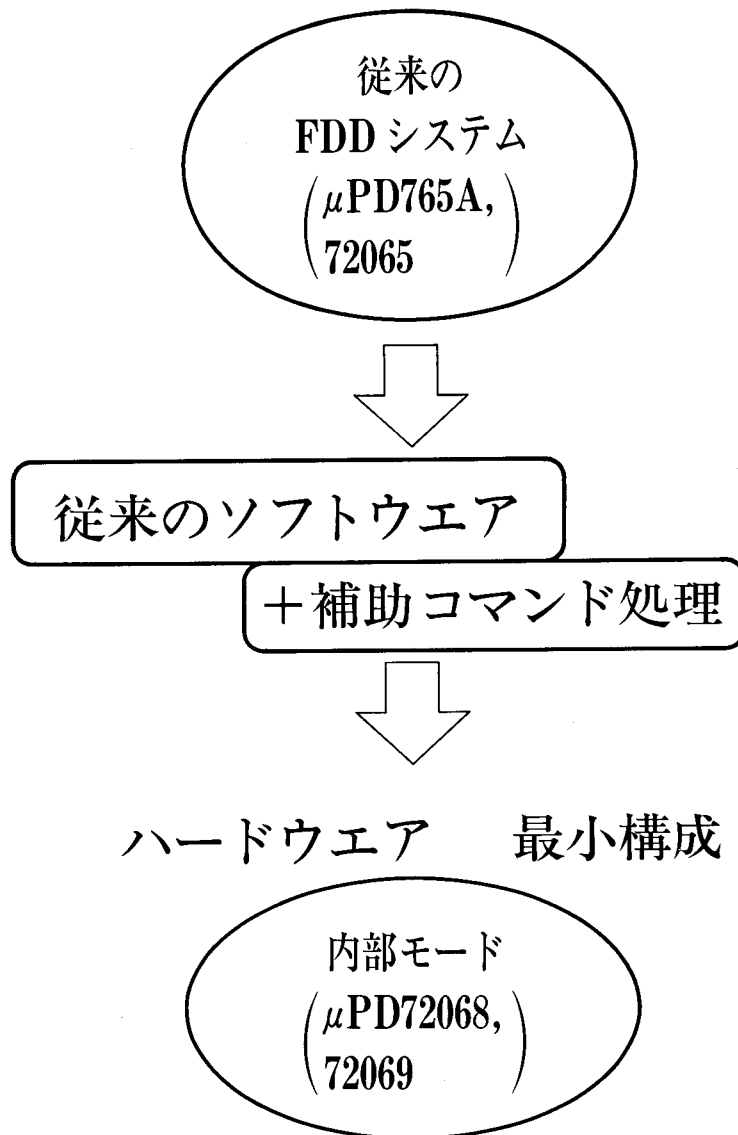 従来の
FDD システム
(μPD765A,
72065)
従来のソフトウエア
+補助コマンド処理
ハードウエア 最小構成
内部モード
(μPD72068,
72069)